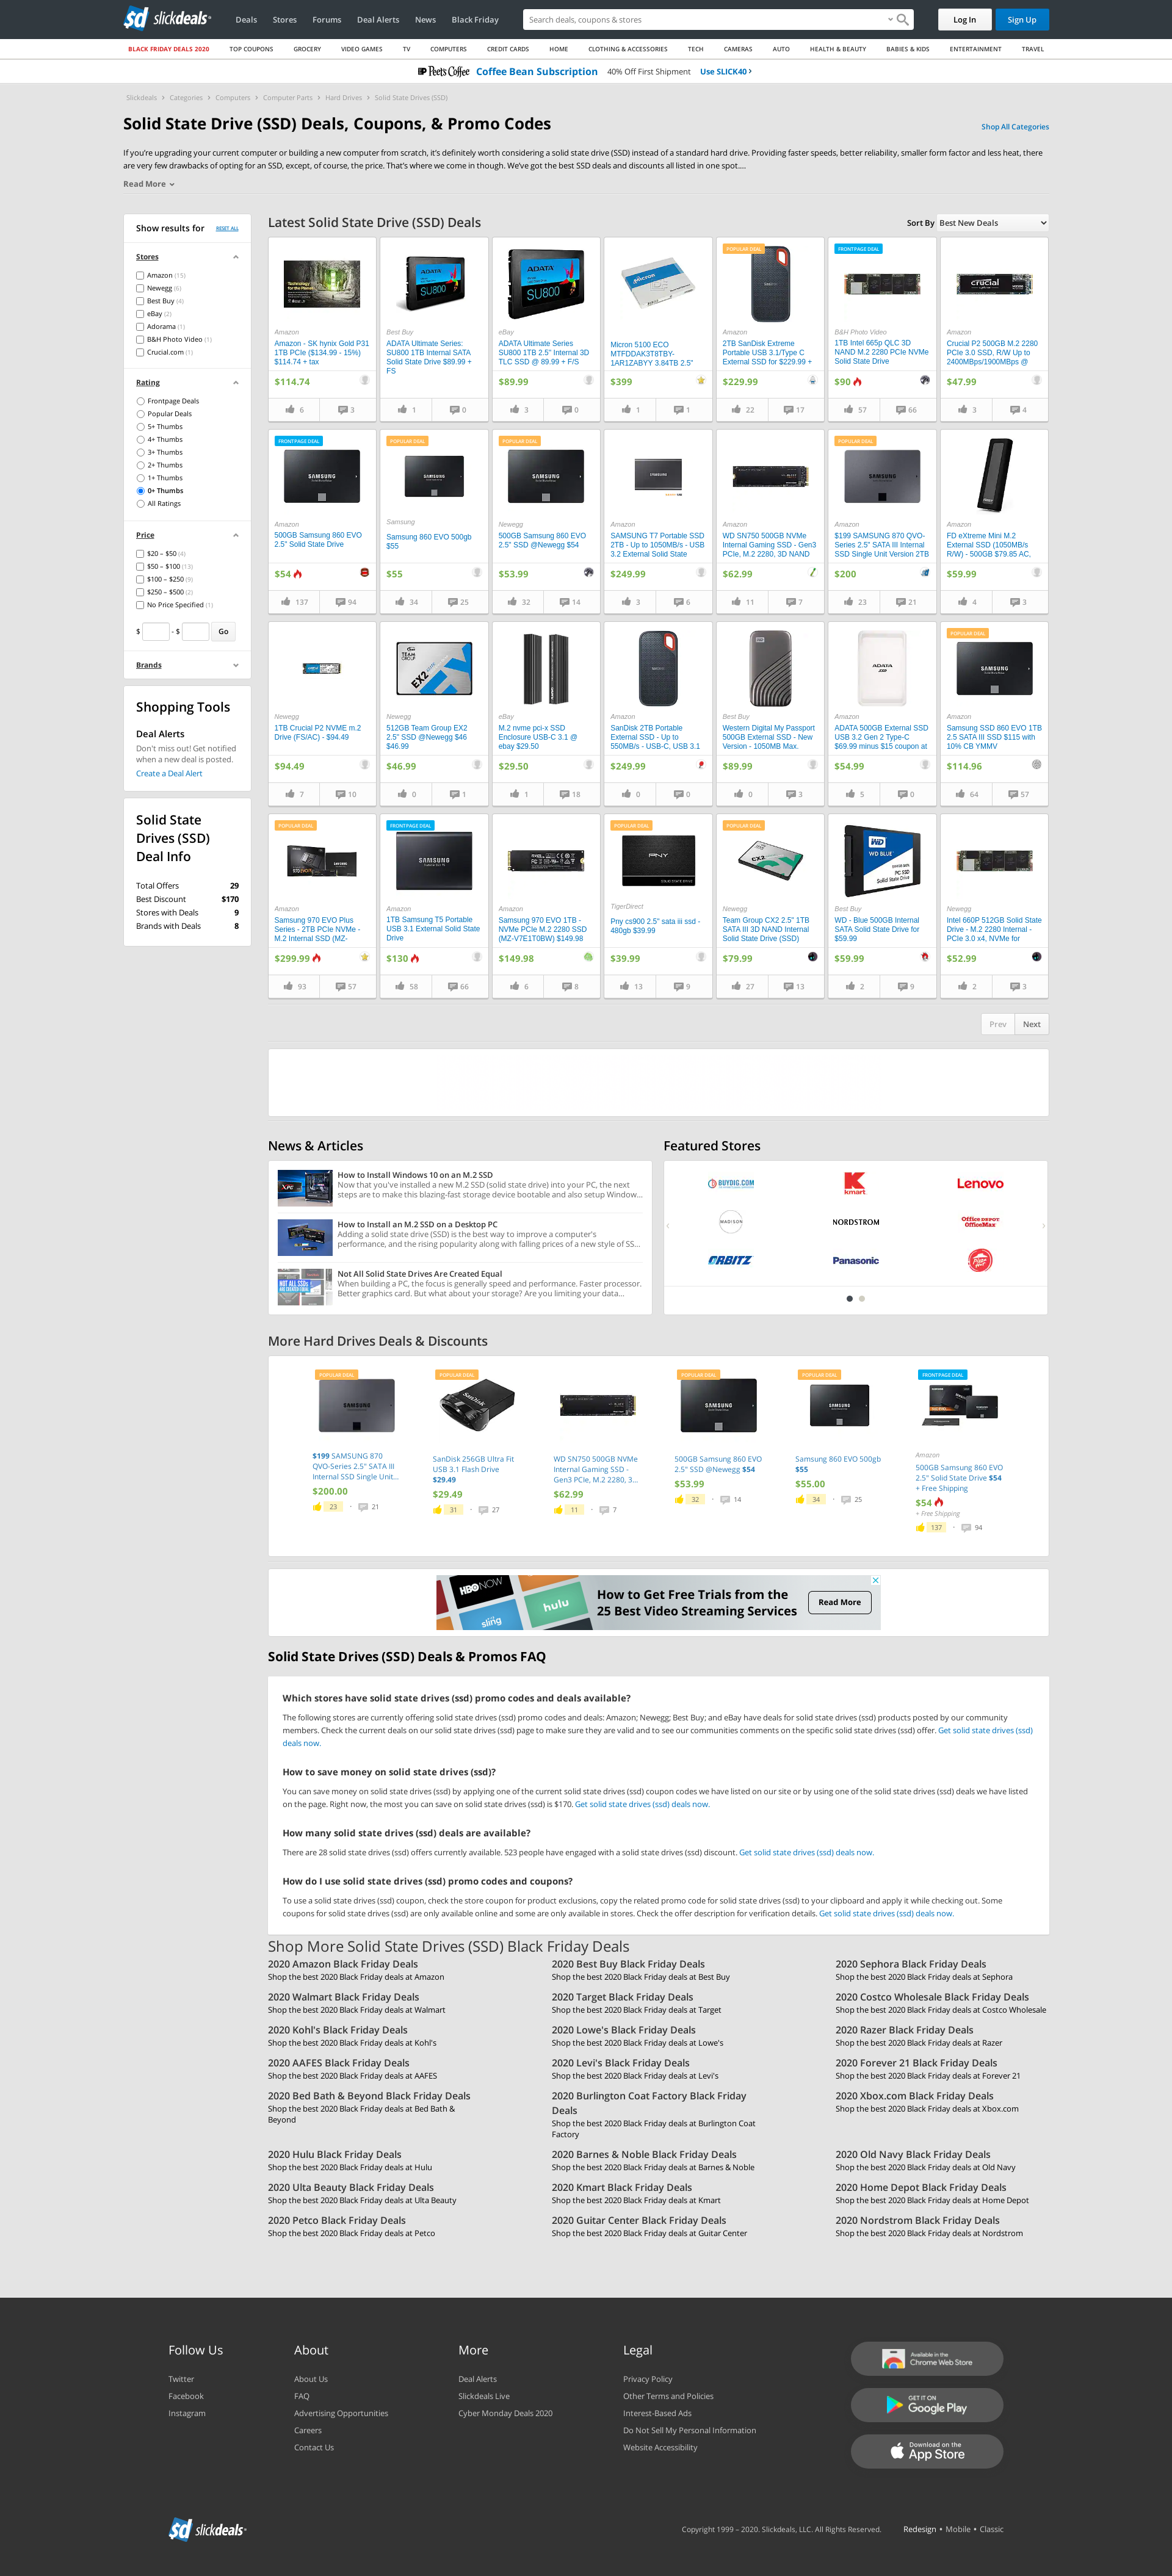 sd slickdeals
Deals Stores Forums Deal Alerts News Black Friday
Search deals, coupons & stores
Log In Sign Up
BLACK FRIDAY DEALS 2020 TOP COUPONS GROCERY VIDEO GAMES TV COMPUTERS CREDIT CARDS HOME CLOTHING & ACCESSORIES TECH CAMERAS AUTO HEALTH & BEAUTY BABIES & KIDS ENTERTAINMENT TRAVEL
Peet's Coffee Coffee Bean Subscription 40% Off First Shipment Use SLICK40 ›
Slickdeals › Categories › Computers › Computer Parts › Hard Drives › Solid State Drives (SSD)
Solid State Drive (SSD) Deals, Coupons, & Promo Codes
Shop All Categories
If you're upgrading your current computer or building a new computer from scratch, it's definitely worth considering a solid state drive (SSD) instead of a standard hard drive. Providing faster speeds, better reliability, smaller form factor and less heat, there
are very few drawbacks of opting for an SSD, except, of course, the price. That's where we come in though. We've got the best SSD deals and discounts all listed in one spot....
Read More
Show results for RESET ALL
Stores
Amazon (15)
Newegg (6)
Best Buy (4)
eBay (2)
Adorama (1)
B&H Photo Video (1)
Crucial.com (1)
Rating
Frontpage Deals
Popular Deals
5+ Thumbs
4+ Thumbs
3+ Thumbs
2+ Thumbs
1+ Thumbs
0+ Thumbs
All Ratings
Price
$20 – $50 (4)
$50 – $100 (13)
$100 – $250 (9)
$250 – $500 (2)
No Price Specified (1)
$ - $ Go
Brands
Shopping Tools
Deal Alerts
Don't miss out! Get notified
when a new deal is posted.
Create a Deal Alert
Solid State
Drives (SSD)
Deal Info
Total Offers 29
Best Discount $170
Stores with Deals 9
Brands with Deals 8
Latest Solid State Drive (SSD) Deals
Sort By Best New Deals
Amazon
Amazon - SK hynix Gold P31
1TB PCIe ($134.99 - 15%)
$114.74 + tax
$114.74
6 3
Best Buy
ADATA Ultimate Series:
SU800 1TB Internal SATA
Solid State Drive $89.99 +
FS
1 0
eBay
ADATA Ultimate Series
SU800 1TB 2.5" Internal 3D
TLC SSD @ 89.99 + F/S
$89.99
3 0
Micron 5100 ECO
MTFDDAK3T8TBY-
1AR1ZABYY 3.84TB 2.5"
$399
1 1
POPULAR DEAL
Amazon
2TB SanDisk Extreme
Portable USB 3.1/Type C
External SSD for $229.99 +
$229.99
22 17
FRONTPAGE DEAL
B&H Photo Video
1TB Intel 665p QLC 3D
NAND M.2 2280 PCIe NVMe
Solid State Drive
$90
57 66
Amazon
Crucial P2 500GB M.2 2280
PCIe 3.0 SSD, R/W Up to
2400MBps/1900MBps @
$47.99
3 4
FRONTPAGE DEAL
Amazon
500GB Samsung 860 EVO
2.5" Solid State Drive
$54
137 94
POPULAR DEAL
Samsung
Samsung 860 EVO 500gb
$55
$55
34 25
POPULAR DEAL
Newegg
500GB Samsung 860 EVO
2.5" SSD @Newegg $54
$53.99
32 14
Amazon
SAMSUNG T7 Portable SSD
2TB - Up to 1050MB/s - USB
3.2 External Solid State
$249.99
3 6
Amazon
WD SN750 500GB NVMe
Internal Gaming SSD - Gen3
PCIe, M.2 2280, 3D NAND
$62.99
11 7
POPULAR DEAL
Amazon
$199 SAMSUNG 870 QVO-
Series 2.5" SATA III Internal
SSD Single Unit Version 2TB
$200
23 21
Amazon
FD eXtreme Mini M.2
External SSD (1050MB/s
R/W) - 500GB $79.85 AC,
$59.99
4 3
Newegg
1TB Crucial P2 NVME m.2
Drive (FS/AC) - $94.49
$94.49
7 10
Newegg
512GB Team Group EX2
2.5" SSD @Newegg $46
$46.99
$46.99
0 1
eBay
M.2 nvme pci-x SSD
Enclosure USB-C 3.1 @
ebay $29.50
$29.50
1 18
Amazon
SanDisk 2TB Portable
External SSD - Up to
550MB/s - USB-C, USB 3.1
$249.99
0 0
Best Buy
Western Digital My Passport
500GB External SSD - New
Version - 1050MB Max.
$89.99
0 3
Amazon
ADATA 500GB External SSD
USB 3.2 Gen 2 Type-C
$69.99 minus $15 coupon at
$54.99
5 0
POPULAR DEAL
Amazon
Samsung SSD 860 EVO 1TB
2.5 SATA III SSD $115 with
10% CB YMMV
$114.96
64 57
POPULAR DEAL
Amazon
Samsung 970 EVO Plus
Series - 2TB PCIe NVMe -
M.2 Internal SSD (MZ-
$299.99
93 57
FRONTPAGE DEAL
Amazon
1TB Samsung T5 Portable
USB 3.1 External Solid State
Drive
$130
58 66
Amazon
Samsung 970 EVO 1TB -
NVMe PCIe M.2 2280 SSD
(MZ-V7E1T0BW) $149.98
$149.98
6 8
POPULAR DEAL
TigerDirect
Pny cs900 2.5" sata iii ssd -
480gb $39.99
$39.99
13 9
POPULAR DEAL
Newegg
Team Group CX2 2.5" 1TB
SATA III 3D NAND Internal
Solid State Drive (SSD)
$79.99
27 13
Best Buy
WD - Blue 500GB Internal
SATA Solid State Drive for
$59.99
$59.99
2 9
Newegg
Intel 660P 512GB Solid State
Drive - M.2 2280 Internal -
PCIe 3.0 x4, NVMe for
$52.99
2 3
Prev Next
News & Articles
How to Install Windows 10 on an M.2 SSD
Now that you've installed a new M.2 SSD (solid state drive) into your PC, the next
steps are to make this blazing-fast storage device bootable and also setup Window...
How to Install an M.2 SSD on a Desktop PC
Adding a solid state drive (SSD) is the best way to improve a computer's
performance, and the rising popularity along with falling prices of a new style of SS...
Not All Solid State Drives Are Created Equal
When building a PC, the focus is generally speed and performance. Faster processor.
Better graphics card. But what about your storage? Are you limiting your data...
Featured Stores
BUYDIG.COM kmart Lenovo
MADISON NORDSTROM Office DEPOT OfficeMax
ORBITZ Panasonic Pizza Hut
More Hard Drives Deals & Discounts
POPULAR DEAL
$199 SAMSUNG 870
QVO-Series 2.5" SATA III
Internal SSD Single Unit...
$200.00
23 • 21
POPULAR DEAL
SanDisk 256GB Ultra Fit
USB 3.1 Flash Drive
$29.49
$29.49
31 • 27
WD SN750 500GB NVMe
Internal Gaming SSD -
Gen3 PCIe, M.2 2280, 3...
$62.99
11 • 7
POPULAR DEAL
500GB Samsung 860 EVO
2.5" SSD @Newegg $54
$53.99
32 • 14
POPULAR DEAL
Samsung 860 EVO 500gb
$55
$55.00
34 • 25
FRONTPAGE DEAL
Amazon
500GB Samsung 860 EVO
2.5" Solid State Drive $54
+ Free Shipping
$54
+ Free Shipping
137 • 94
HBO NOW sling hulu
How to Get Free Trials from the
25 Best Video Streaming Services
Read More
Solid State Drives (SSD) Deals & Promos FAQ
Which stores have solid state drives (ssd) promo codes and deals available?
The following stores are currently offering solid state drives (ssd) promo codes and deals: Amazon; Newegg; Best Buy; and eBay have deals for solid state drives (ssd) products posted by our community
members. Check the current deals on our solid state drives (ssd) page to make sure they are valid and to see our communities comments on the specific solid state drives (ssd) offer. Get solid state drives (ssd)
deals now.
How to save money on solid state drives (ssd)?
You can save money on solid state drives (ssd) by applying one of the current solid state drives (ssd) coupon codes we have listed on our site or by using one of the solid state drives (ssd) deals we have listed
on the page. Right now, the most you can save on solid state drives (ssd) is $170. Get solid state drives (ssd) deals now.
How many solid state drives (ssd) deals are available?
There are 28 solid state drives (ssd) offers currently available. 523 people have engaged with a solid state drives (ssd) discount. Get solid state drives (ssd) deals now.
How do I use solid state drives (ssd) promo codes and coupons?
To use a solid state drives (ssd) coupon, check the store coupon for product exclusions, copy the related promo code for solid state drives (ssd) to your clipboard and apply it while checking out. Some
coupons for solid state drives (ssd) are only available online and some are only available in stores. Check the offer description for verification details. Get solid state drives (ssd) deals now.
Shop More Solid State Drives (SSD) Black Friday Deals
2020 Amazon Black Friday Deals
Shop the best 2020 Black Friday deals at Amazon
2020 Best Buy Black Friday Deals
Shop the best 2020 Black Friday deals at Best Buy
2020 Sephora Black Friday Deals
Shop the best 2020 Black Friday deals at Sephora
2020 Walmart Black Friday Deals
Shop the best 2020 Black Friday deals at Walmart
2020 Target Black Friday Deals
Shop the best 2020 Black Friday deals at Target
2020 Costco Wholesale Black Friday Deals
Shop the best 2020 Black Friday deals at Costco Wholesale
2020 Kohl's Black Friday Deals
Shop the best 2020 Black Friday deals at Kohl's
2020 Lowe's Black Friday Deals
Shop the best 2020 Black Friday deals at Lowe's
2020 Razer Black Friday Deals
Shop the best 2020 Black Friday deals at Razer
2020 AAFES Black Friday Deals
Shop the best 2020 Black Friday deals at AAFES
2020 Levi's Black Friday Deals
Shop the best 2020 Black Friday deals at Levi's
2020 Forever 21 Black Friday Deals
Shop the best 2020 Black Friday deals at Forever 21
2020 Bed Bath & Beyond Black Friday Deals
Shop the best 2020 Black Friday deals at Bed Bath &
Beyond
2020 Burlington Coat Factory Black Friday
Deals
Shop the best 2020 Black Friday deals at Burlington Coat
Factory
2020 Xbox.com Black Friday Deals
Shop the best 2020 Black Friday deals at Xbox.com
2020 Hulu Black Friday Deals
Shop the best 2020 Black Friday deals at Hulu
2020 Barnes & Noble Black Friday Deals
Shop the best 2020 Black Friday deals at Barnes & Noble
2020 Old Navy Black Friday Deals
Shop the best 2020 Black Friday deals at Old Navy
2020 Ulta Beauty Black Friday Deals
Shop the best 2020 Black Friday deals at Ulta Beauty
2020 Kmart Black Friday Deals
Shop the best 2020 Black Friday deals at Kmart
2020 Home Depot Black Friday Deals
Shop the best 2020 Black Friday deals at Home Depot
2020 Petco Black Friday Deals
Shop the best 2020 Black Friday deals at Petco
2020 Guitar Center Black Friday Deals
Shop the best 2020 Black Friday deals at Guitar Center
2020 Nordstrom Black Friday Deals
Shop the best 2020 Black Friday deals at Nordstrom
Follow Us
Twitter
Facebook
Instagram
About
About Us
FAQ
Advertising Opportunities
Careers
Contact Us
More
Deal Alerts
Slickdeals Live
Cyber Monday Deals 2020
Legal
Privacy Policy
Other Terms and Policies
Interest-Based Ads
Do Not Sell My Personal Information
Website Accessibility
Available in the
Chrome Web Store
GET IT ON
Google Play
Download on the
App Store
sd slickdeals
Copyright 1999 – 2020. Slickdeals, LLC. All Rights Reserved. Redesign • Mobile • Classic